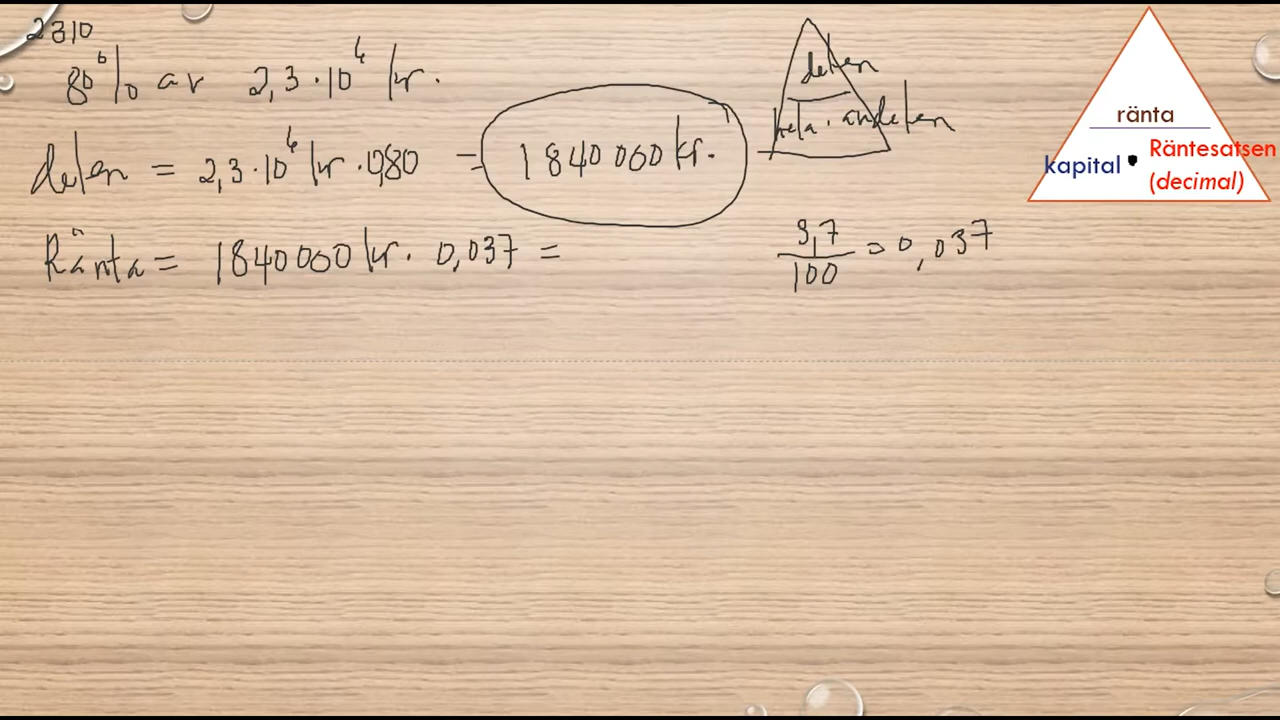 2310
80% av 2,3·10⁶ kr.
delen = 2,3·10⁶ kr·0,80 = 1840000 kr.
Ränta = 1840000 kr. 0,037 =
delen
hela · andelen
3,7
100 = 0,037
ränta
kapital • Räntesatsen
(decimal)